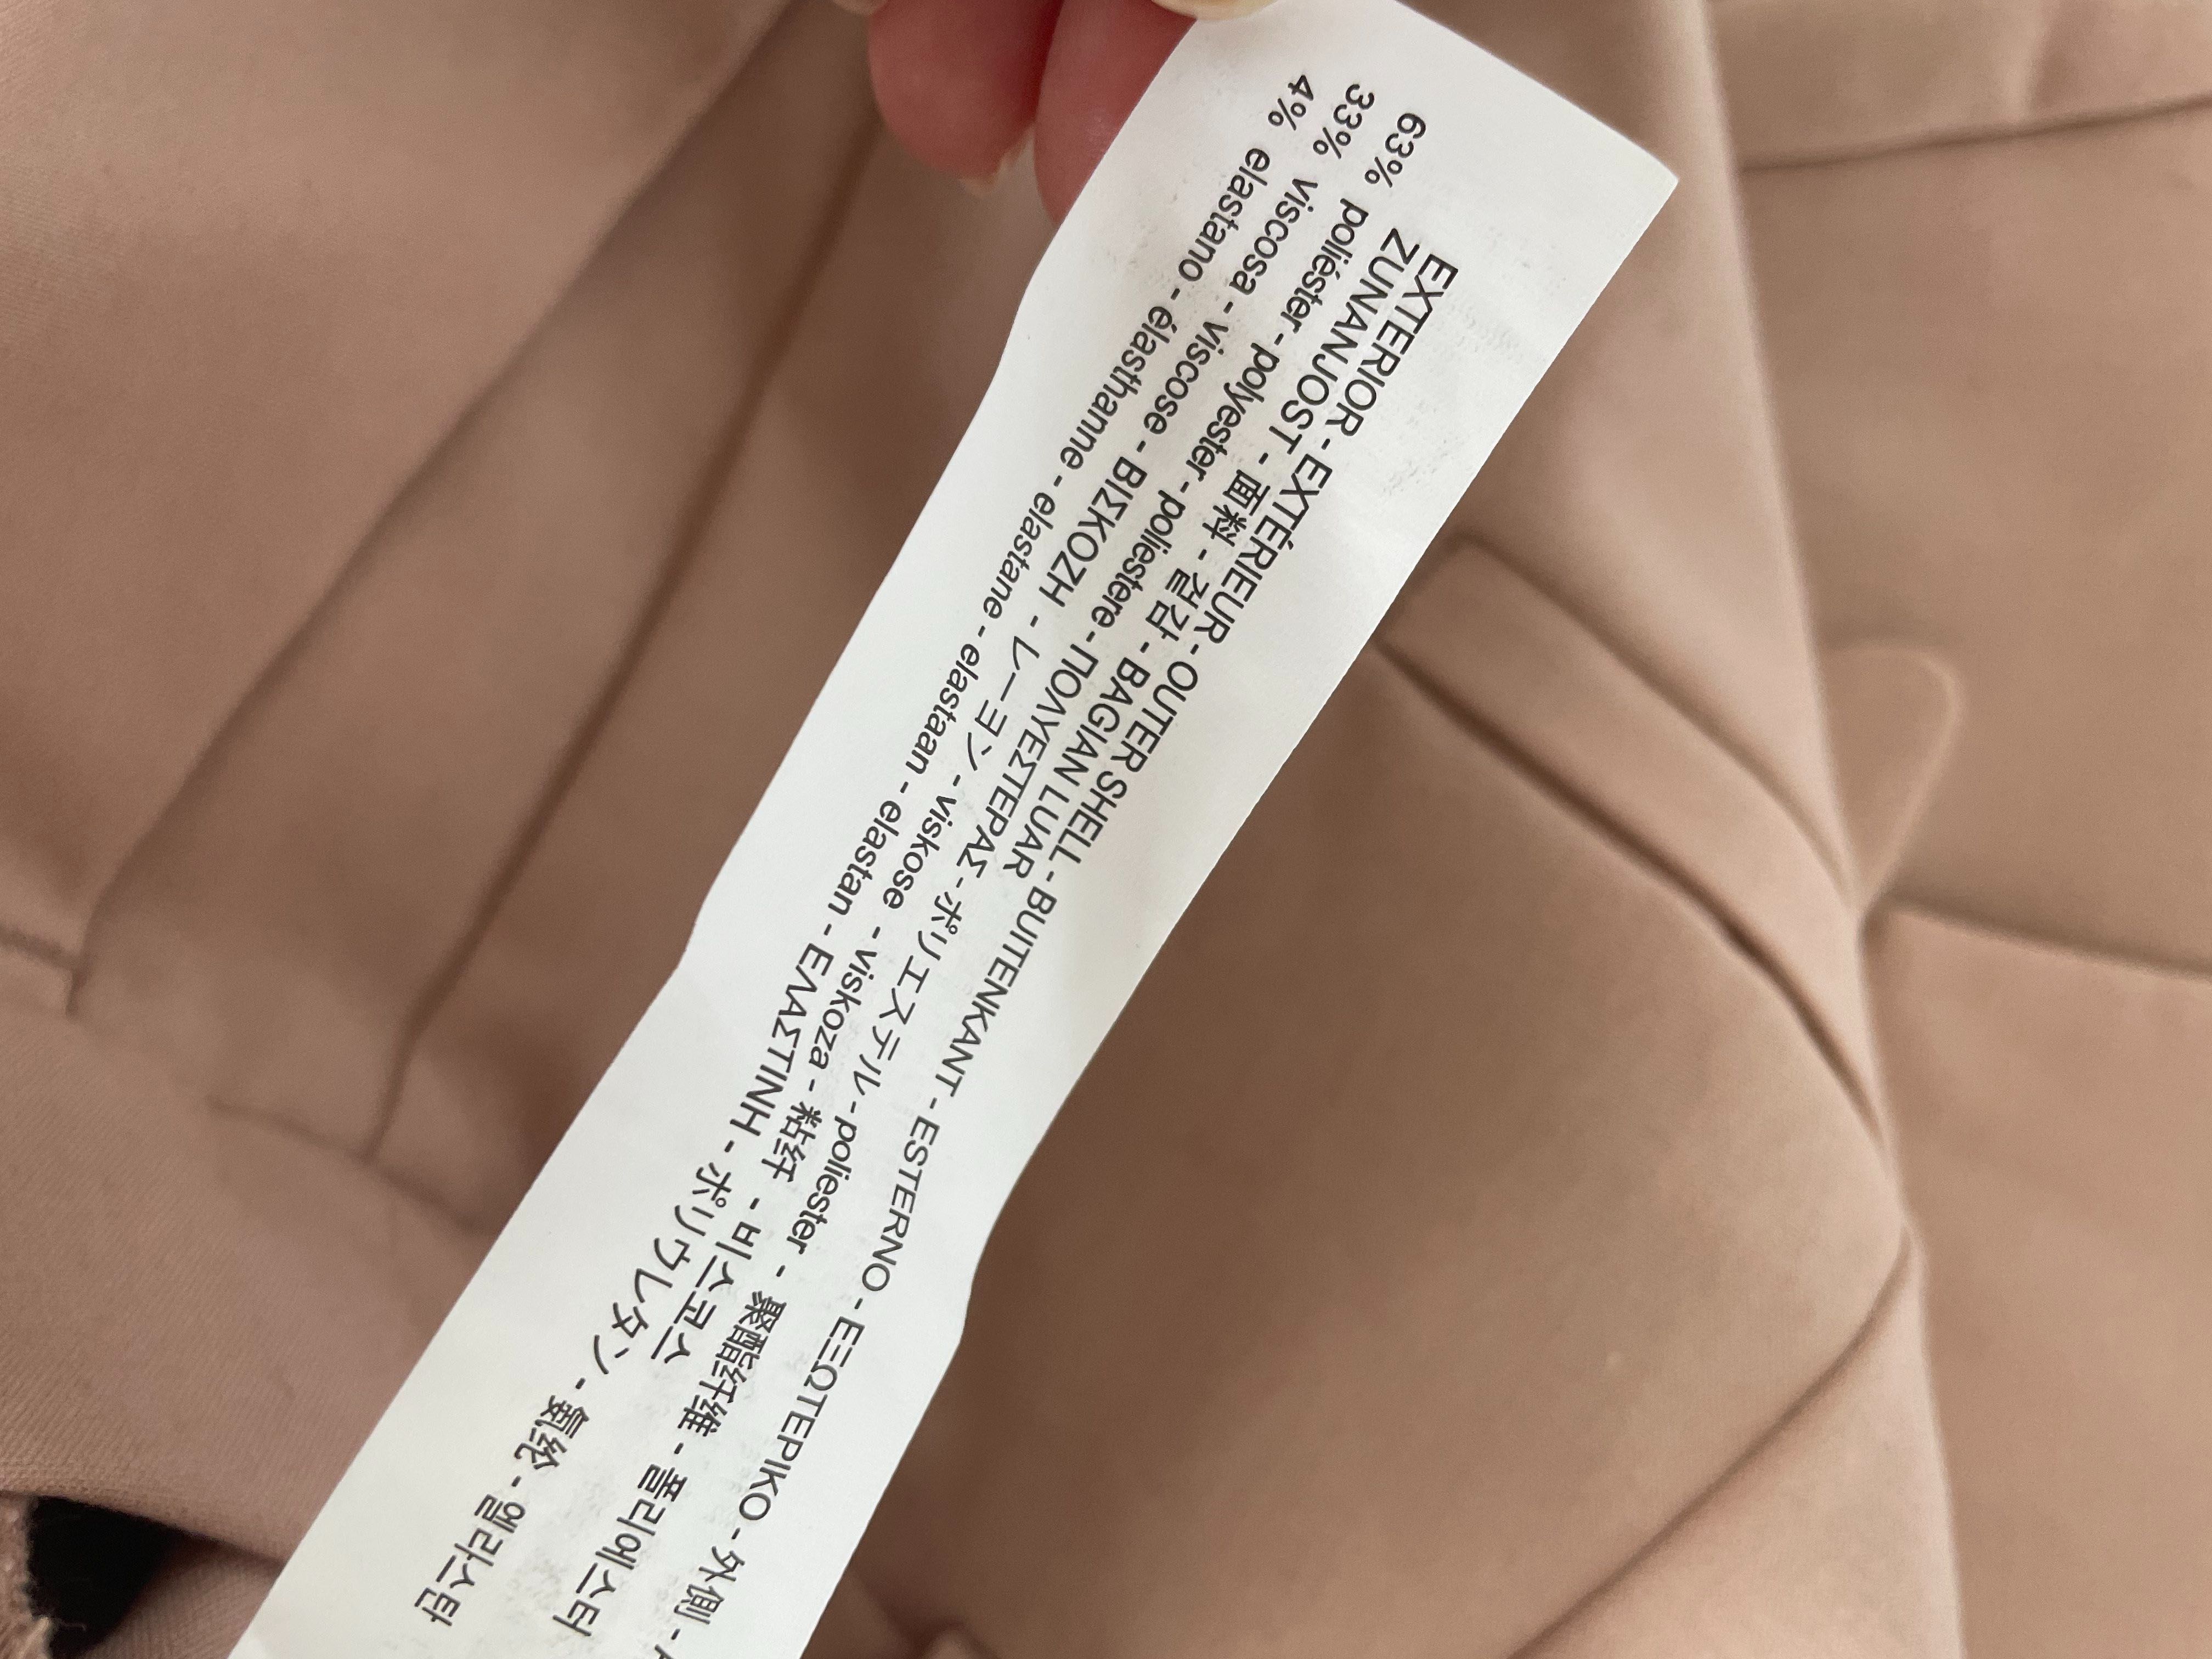 EXTERIOR - EXTÉRIEUR - OUTER SHELL - BUITENKANT - ESTERNO - ΕΞΩΤΕΡΙΚΟ - 外側 -
ZUNANJOST - 面料 - 겉감 - BAGIAN LUAR
63% poliéster - polyester - poliestere - ΠΟΛΥΕΣΤΕΡΑΣ - ポリエステル - poliester - 聚酯纤维 - 폴리에스터
33% viscosa - viscose - ΒΙΣΚΟΖΗ - レーヨン - viskose - viskoza - 粘纤 - 비스코스
4% elastano - élasthanne - elastane - elastaan - elastan - ΕΛΑΣΤΙΝΗ - ポリウレタン - 氨纶 - 엘라스탄